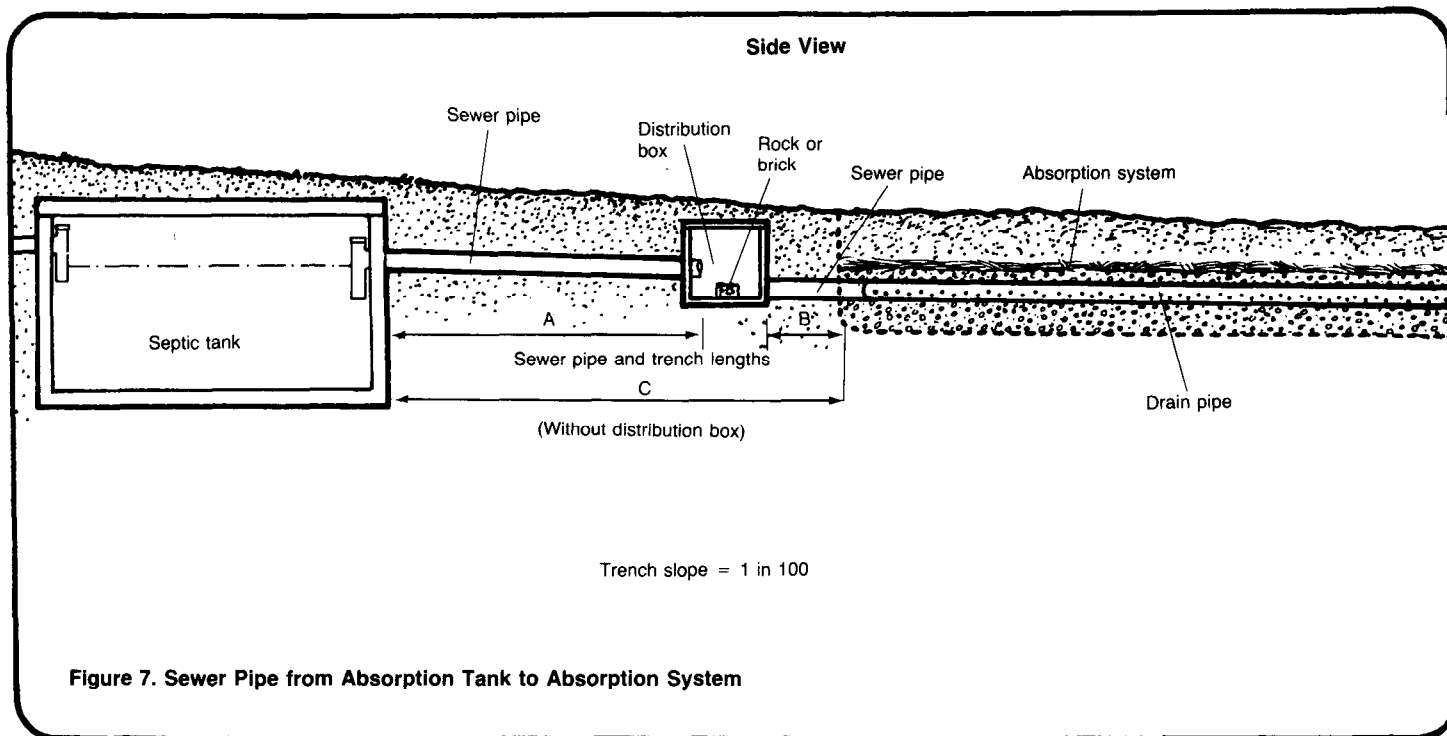 Side View
Sewer pipe
Distribution
box
Rock or
brick
Sewer pipe
Absorption system
Septic tank
A
B
Sewer pipe and trench lengths
C
(Without distribution box)
Drain pipe
Trench slope = 1 in 100
Figure 7. Sewer Pipe from Absorption Tank to Absorption System